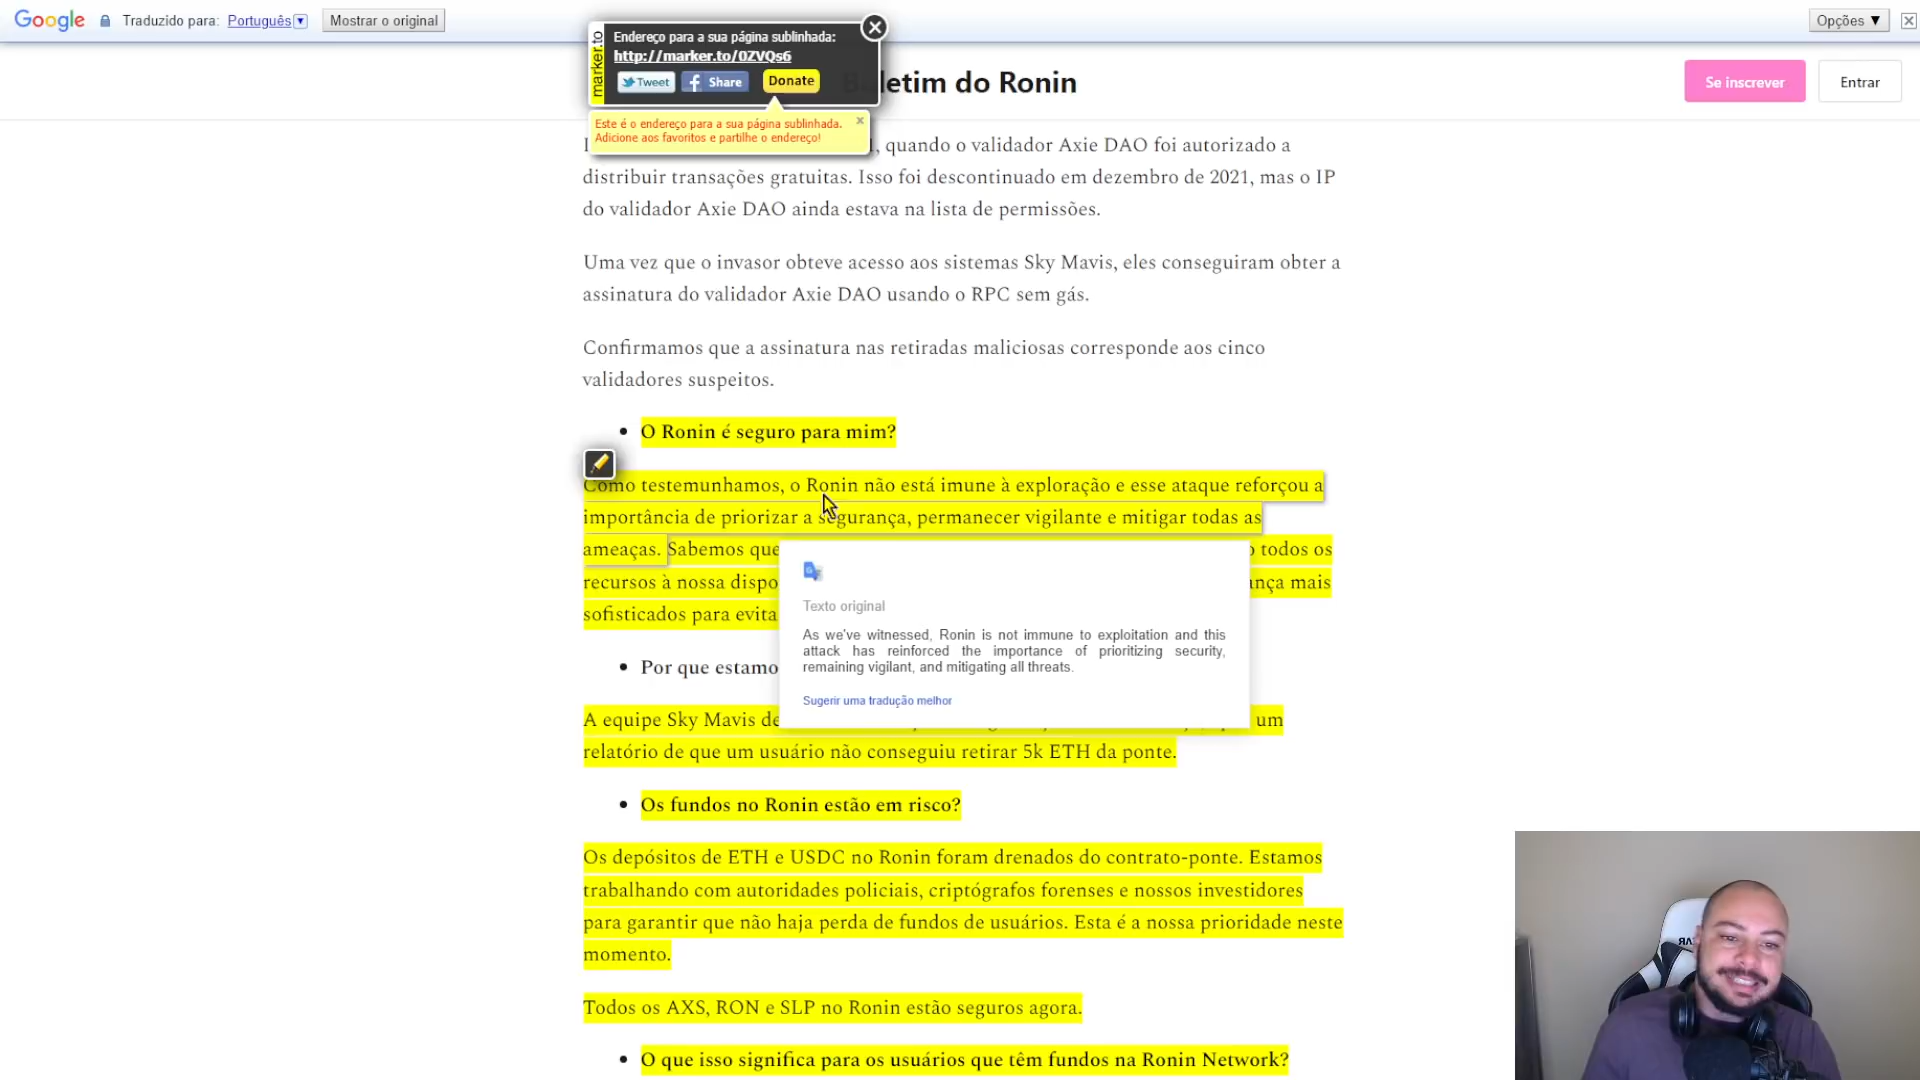 Google Traduzido para: Português Mostrar o original Opções ▼
marker.to
Endereço para a sua página sublinhada:
http://marker.to/0ZVQs6
Tweet Share Donate
Este é o endereço para a sua página sublinhada.
Adicione aos favoritos e partilhe o endereço!
letim do Ronin
Se inscrever Entrar
, quando o validador Axie DAO foi autorizado a
distribuir transações gratuitas. Isso foi descontinuado em dezembro de 2021, mas o IP
do validador Axie DAO ainda estava na lista de permissões.
Uma vez que o invasor obteve acesso aos sistemas Sky Mavis, eles conseguiram obter a
assinatura do validador Axie DAO usando o RPC sem gás.
Confirmamos que a assinatura nas retiradas maliciosas corresponde aos cinco
validadores suspeitos.
• O Ronin é seguro para mim?
Como testemunhamos, o Ronin não está imune à exploração e esse ataque reforçou a
importância de priorizar a segurança, permanecer vigilante e mitigar todas as
ameaças. Sabemos que todos os
recursos à nossa dispo nça mais
sofisticados para evita
Texto original
As we've witnessed, Ronin is not immune to exploitation and this
attack has reinforced the importance of prioritizing security,
remaining vigilant, and mitigating all threats.
Sugerir uma tradução melhor
• Por que estamo
A equipe Sky Mavis de um
relatório de que um usuário não conseguiu retirar 5k ETH da ponte.
• Os fundos no Ronin estão em risco?
Os depósitos de ETH e USDC no Ronin foram drenados do contrato-ponte. Estamos
trabalhando com autoridades policiais, criptógrafos forenses e nossos investidores
para garantir que não haja perda de fundos de usuários. Esta é a nossa prioridade neste
momento.
Todos os AXS, RON e SLP no Ronin estão seguros agora.
• O que isso significa para os usuários que têm fundos na Ronin Network?